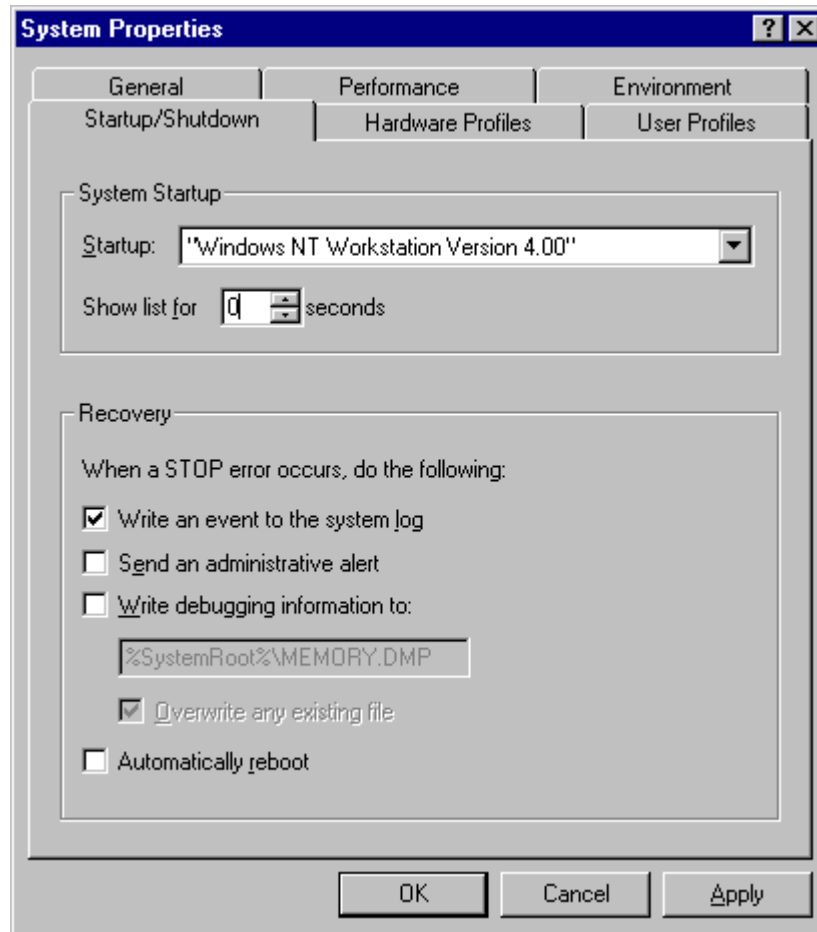 System Properties
General Performance Environment
Startup/Shutdown Hardware Profiles User Profiles
System Startup
Startup: "Windows NT Workstation Version 4.00"
Show list for 0 seconds
Recovery
When a STOP error occurs, do the following:
Write an event to the system log
Send an administrative alert
Write debugging information to:
%SystemRoot%\MEMORY.DMP
Overwrite any existing file
Automatically reboot
OK Cancel Apply